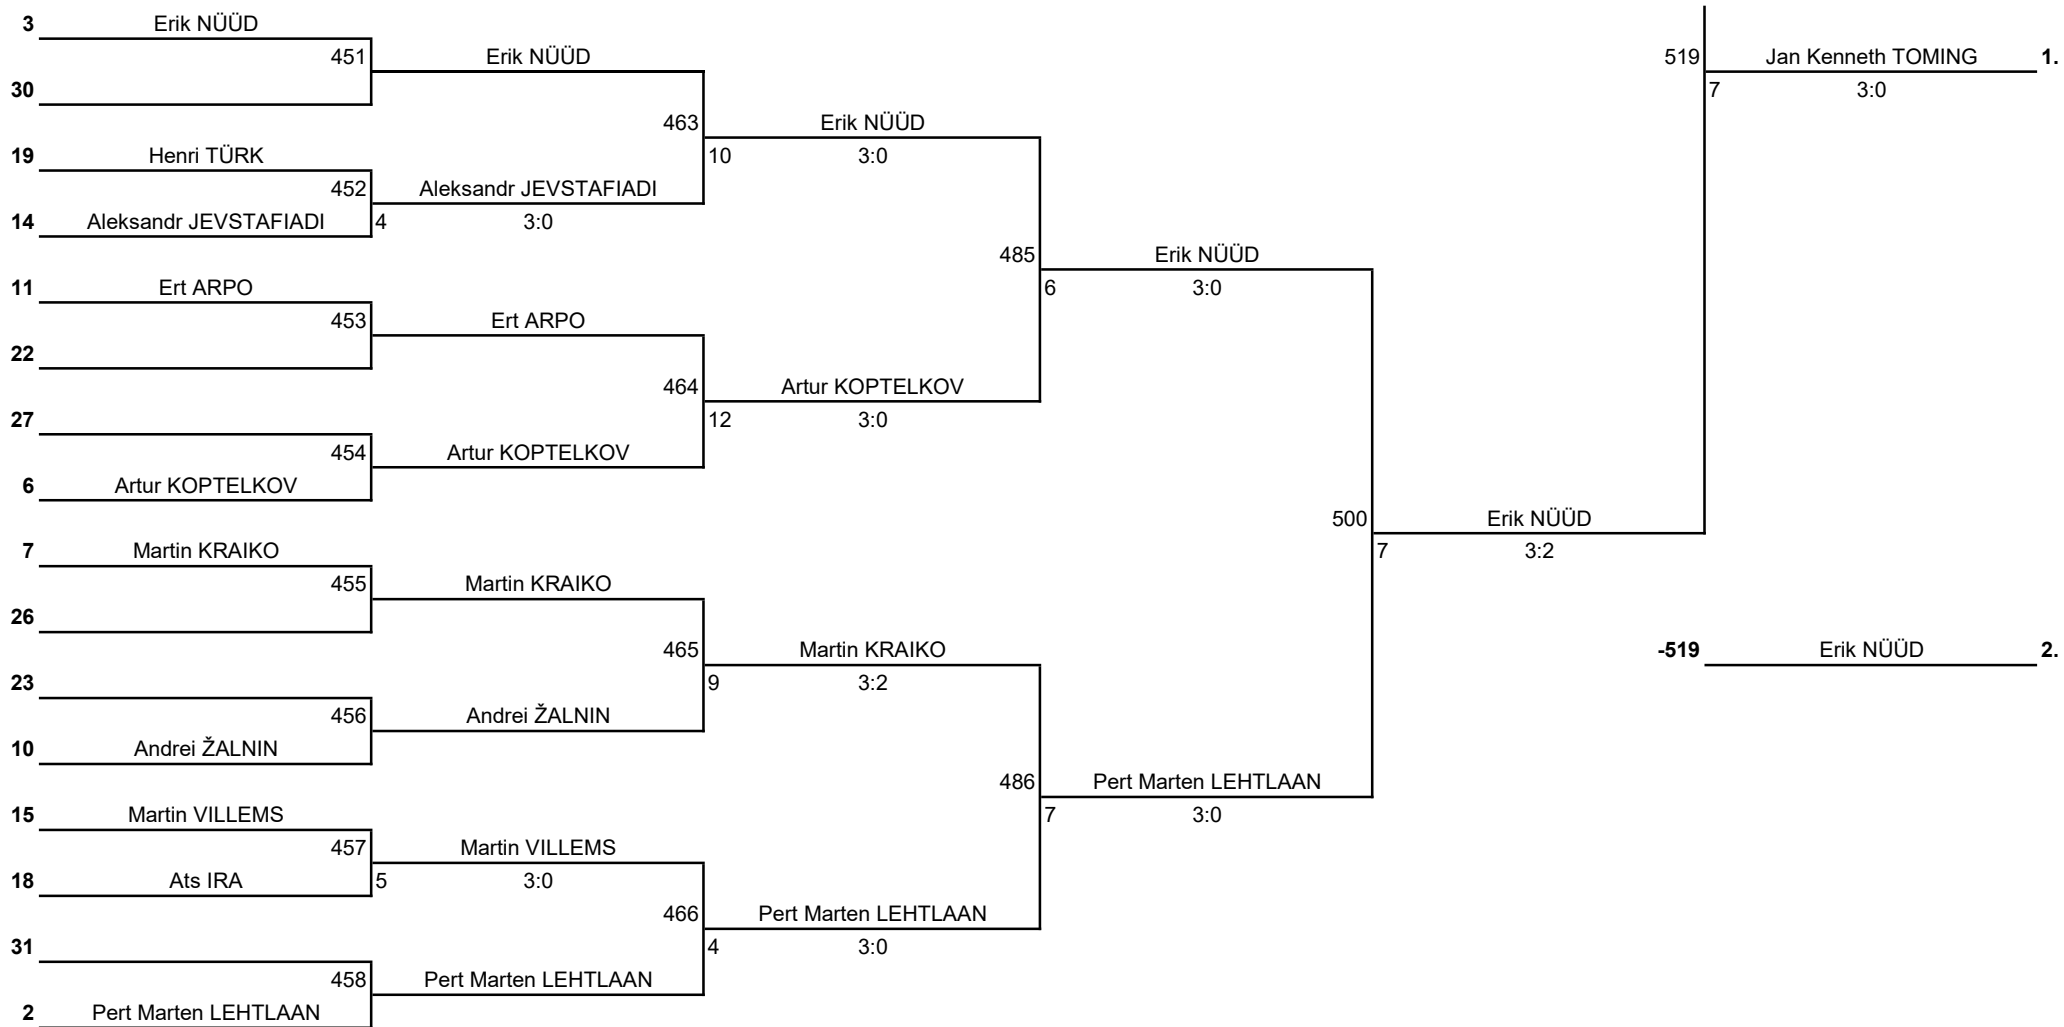 3 Erik NÜÜD
451 Erik NÜÜD 519 Jan Kenneth TOMING 1.
30 7 3:0
463 Erik NÜÜD
19 Henri TÜRK 10 3:0
452 Aleksandr JEVSTAFIADI
14 Aleksandr JEVSTAFIADI 4 3:0
485 Erik NÜÜD
11 Ert ARPO 6 3:0
453 Ert ARPO
22
464 Artur KOPTELKOV
27 12 3:0
454 Artur KOPTELKOV
6 Artur KOPTELKOV
500 Erik NÜÜD
7 Martin KRAIKO 7 3:2
455 Martin KRAIKO
26
465 Martin KRAIKO -519 Erik NÜÜD 2.
23 9 3:2
456 Andrei ŽALNIN
10 Andrei ŽALNIN
486 Pert Marten LEHTLAAN
15 Martin VILLEMS 7 3:0
457 Martin VILLEMS
18 Ats IRA 5 3:0
466 Pert Marten LEHTLAAN
31 4 3:0
458 Pert Marten LEHTLAAN
2 Pert Marten LEHTLAAN